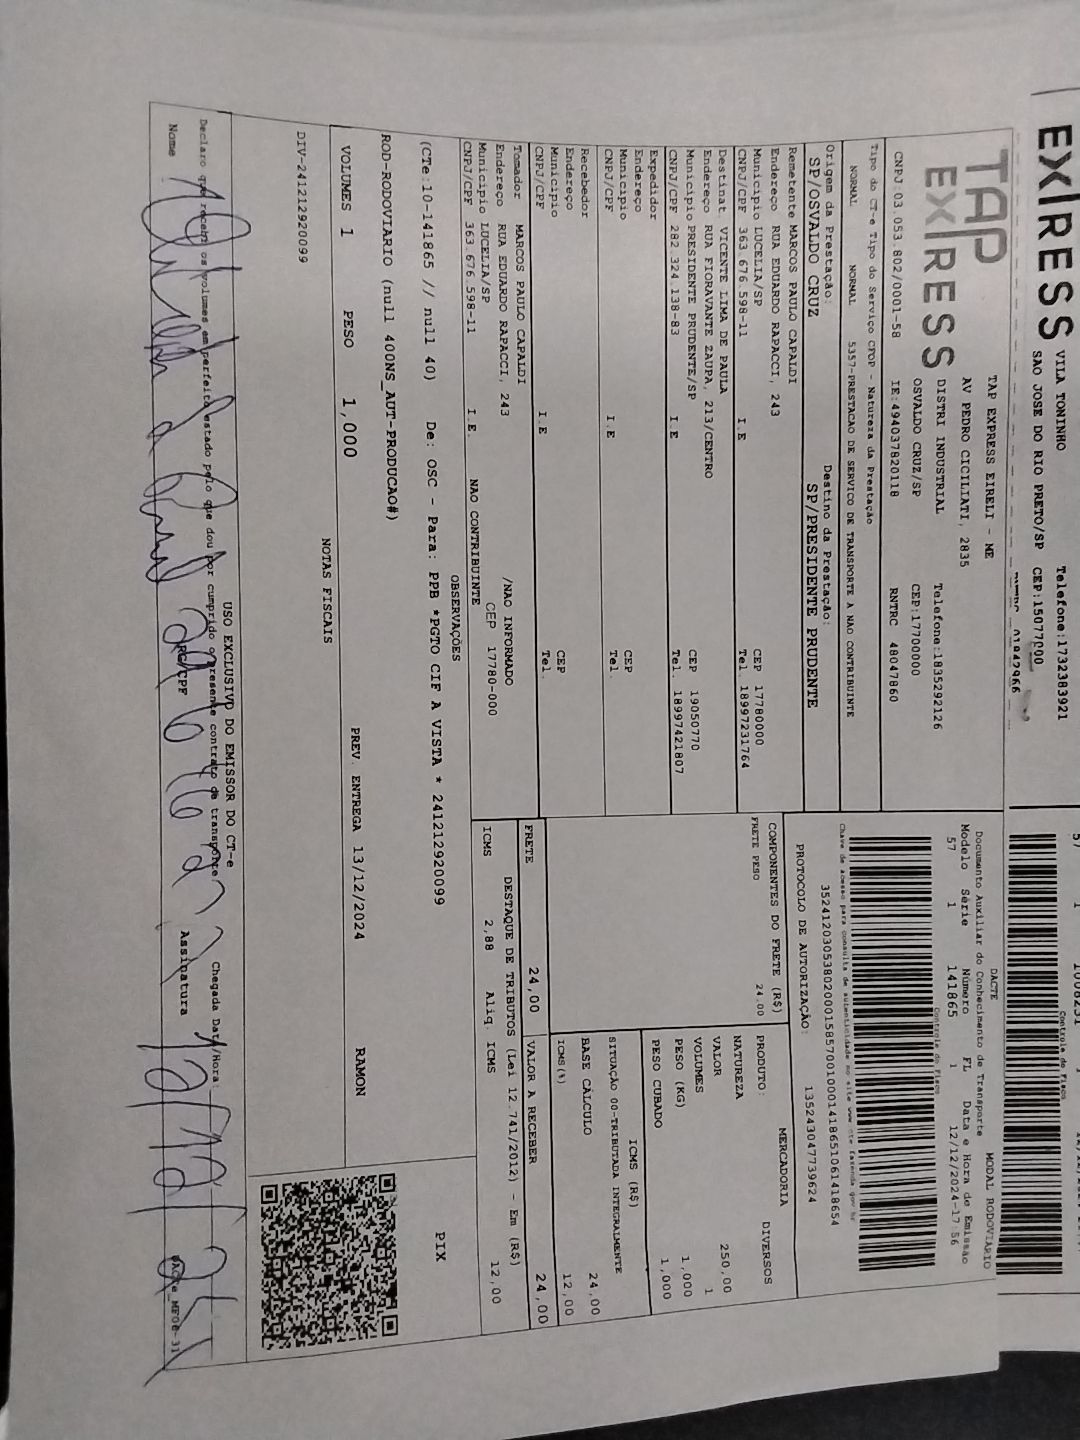 EXPRESS
VILA TONINHO
Telefone:1732383921
SAO JOSE DO RIO PRETO/SP CEP:15077000
57 1 100831 1
Controle do Fisco
TAP EXPRESS
TAP EXPRESS EIRELI - ME
AV PEDRO CICILIATI, 2835
DISTRI INDUSTRIAL Telefone:1835292126
OSVALDO CRUZ/SP CEP:17700000
CNPJ:03.053.802/0001-58 IE:494037820118 RNTRC 48047860
DACTE MODAL RODOVIARIO
Documento Auxiliar do Conhecimento de Transporte
Modelo Série Número FL Data e Hora de Emissão
57 1 141865 1 12/12/2024-17:56
Controle do Fisco
Chave de acesso para consulta de autenticidade no site www.cte.fazenda.gov.br
PROTOCOLO DE AUTORIZAÇÃO: 135243047739624
Tipo do CT-e Tipo do Serviço CFOP - Natureza da Prestação
NORMAL NORMAL 5357-PRESTACAO DE SERVICO DE TRANSPORTE A NAO CONTRIBUINTE
Origem da Prestação: Destino da Prestação:
SP/OSVALDO CRUZ SP/PRESIDENTE PRUDENTE
Remetente MARCOS PAULO CAPALDI
Endereço RUA EDUARDO RAPACCI, 243
Município LUCELIA/SP CEP 17780000
CNPJ/CPF 363.676.598-11 I.E Tel. 18997231764
Destinat. VICENTE LIMA DE PAULA
Endereço RUA FIORAVANTE ZAUPA, 213/CENTRO
Município PRESIDENTE PRUDENTE/SP CEP 19050770
CNPJ/CPF 282.324.138-83 I.E Tel. 18997421807
Expedidor
Endereço
Município CEP
CNPJ/CPF I.E Tel.
Recebedor
Endereço
Município CEP
CNPJ/CPF I.E Tel.
Tomador MARCOS PAULO CAPALDI
Endereço RUA EDUARDO RAPACCI, 243 /NAO INFORMADO
Município LUCELIA/SP CEP 17780-000
CNPJ/CPF 363.676.598-11 I.E. NAO CONTRIBUINTE
COMPONENTES DO FRETE (R$)
FRETE PESO 24,00
MERCADORIA
PRODUTO: DIVERSOS
NATUREZA
VALOR 250,00
VOLUMES 1
PESO (KG) 1,000
PESO CUBADO 1,000
ICMS (R$)
SITUAÇÃO 00-TRIBUTADA INTEGRALMENTE
BASE CÁLCULO 24,00
ICMS(%) 12,00
FRETE 24,00 VALOR A RECEBER 24,00
DESTAQUE DE TRIBUTOS (Lei 12.741/2012) - Em (R$)
ICMS 2,88 Aliq. ICMS 12,00
OBSERVAÇÕES
(CTe:10-141865 // null 40) De: OSC - Para: PPB *PGTO CIF A VISTA * 241212920099
ROD-RODOVIARIO (null 400NS_AUT-PRODUCAO#)
PIX
VOLUMES 1 PESO 1,000 PREV. ENTREGA 13/12/2024 RAMON
NOTAS FISCAIS
DIV-241212920099
USO EXCLUSIVO DO EMISSOR DO CT-e
Declaro que recebi os volumes em perfeito estado pelo que dou por cumprido o presente contrato de transporte Chegada Data/Hora:
Nome RG/CPF Assinatura